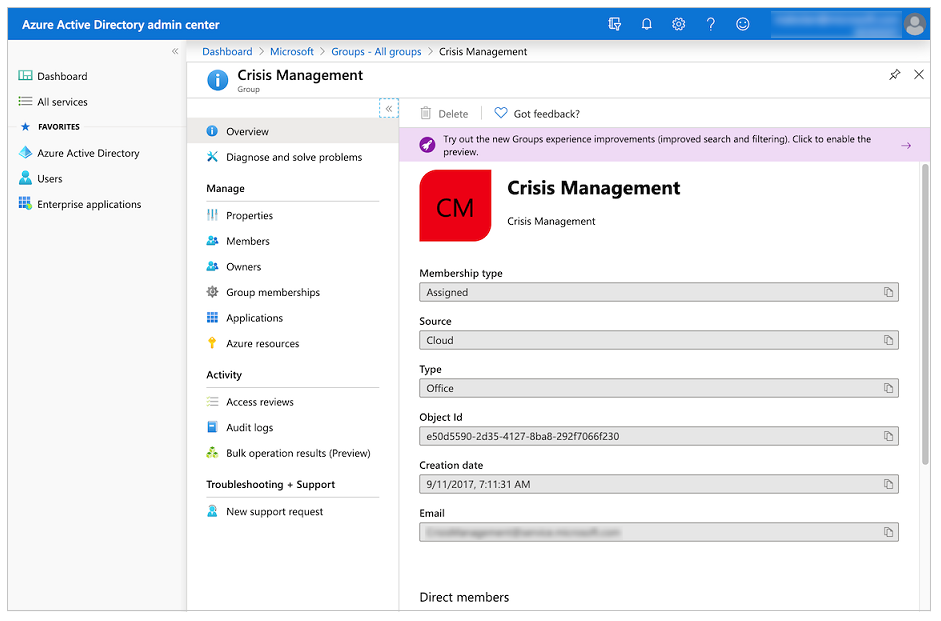 Azure Active Directory admin center
Dashboard > Microsoft > Groups - All groups > Crisis Management
Dashboard
All services
FAVORITES
Azure Active Directory
Users
Enterprise applications
Crisis Management
Group
Overview
Diagnose and solve problems
Manage
Properties
Members
Owners
Group memberships
Applications
Azure resources
Activity
Access reviews
Audit logs
Bulk operation results (Preview)
Troubleshooting + Support
New support request
Delete
Got feedback?
Try out the new Groups experience improvements (improved search and filtering). Click to enable the
preview.
CM
Crisis Management
Crisis Management
Membership type
Assigned
Source
Cloud
Type
Office
Object Id
e50d5590-2d35-4127-8ba8-292f7066f230
Creation date
9/11/2017, 7:11:31 AM
Email
Direct members